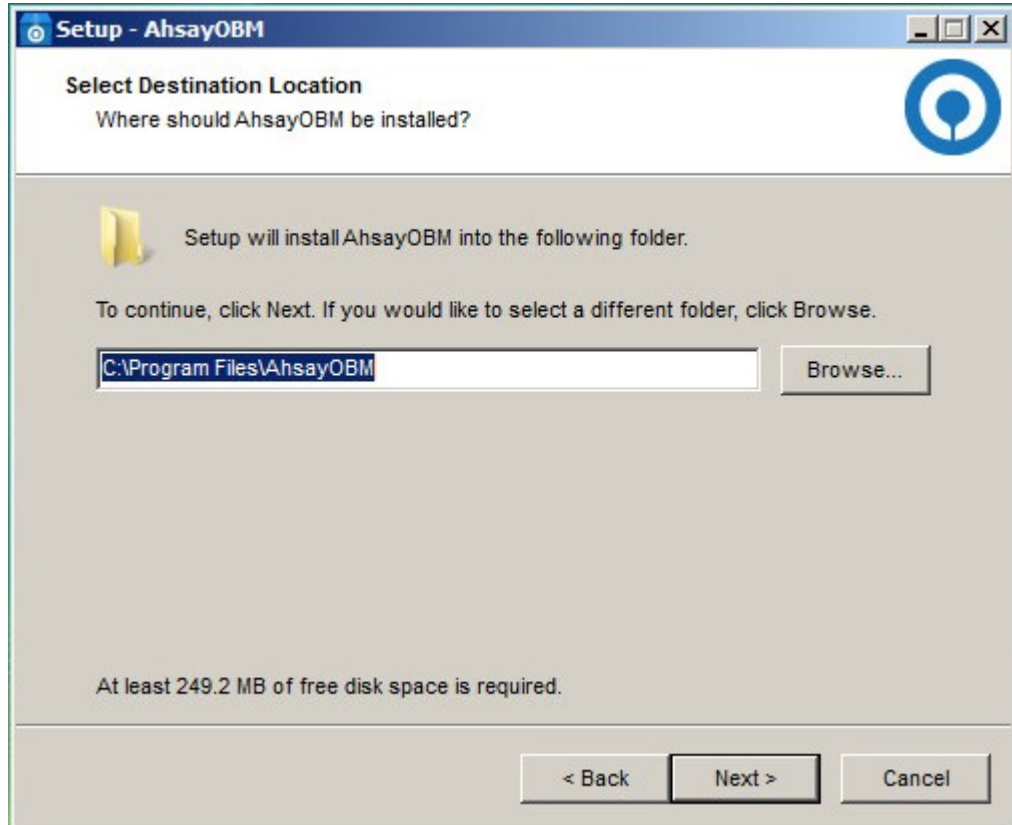 Setup - AhsayOBM
Select Destination Location
Where should AhsayOBM be installed?
Setup will install AhsayOBM into the following folder.
To continue, click Next. If you would like to select a different folder, click Browse.
C:\Program Files\AhsayOBM
Browse...
At least 249.2 MB of free disk space is required.
< Back
Next >
Cancel